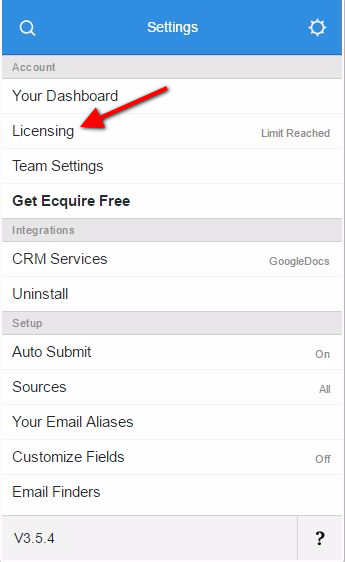 Settings
Account
Your Dashboard
Licensing Limit Reached
Team Settings
Get Ecquire Free
Integrations
CRM Services GoogleDocs
Uninstall
Setup
Auto Submit On
Sources All
Your Email Aliases
Customize Fields Off
Email Finders
V3.5.4 ?